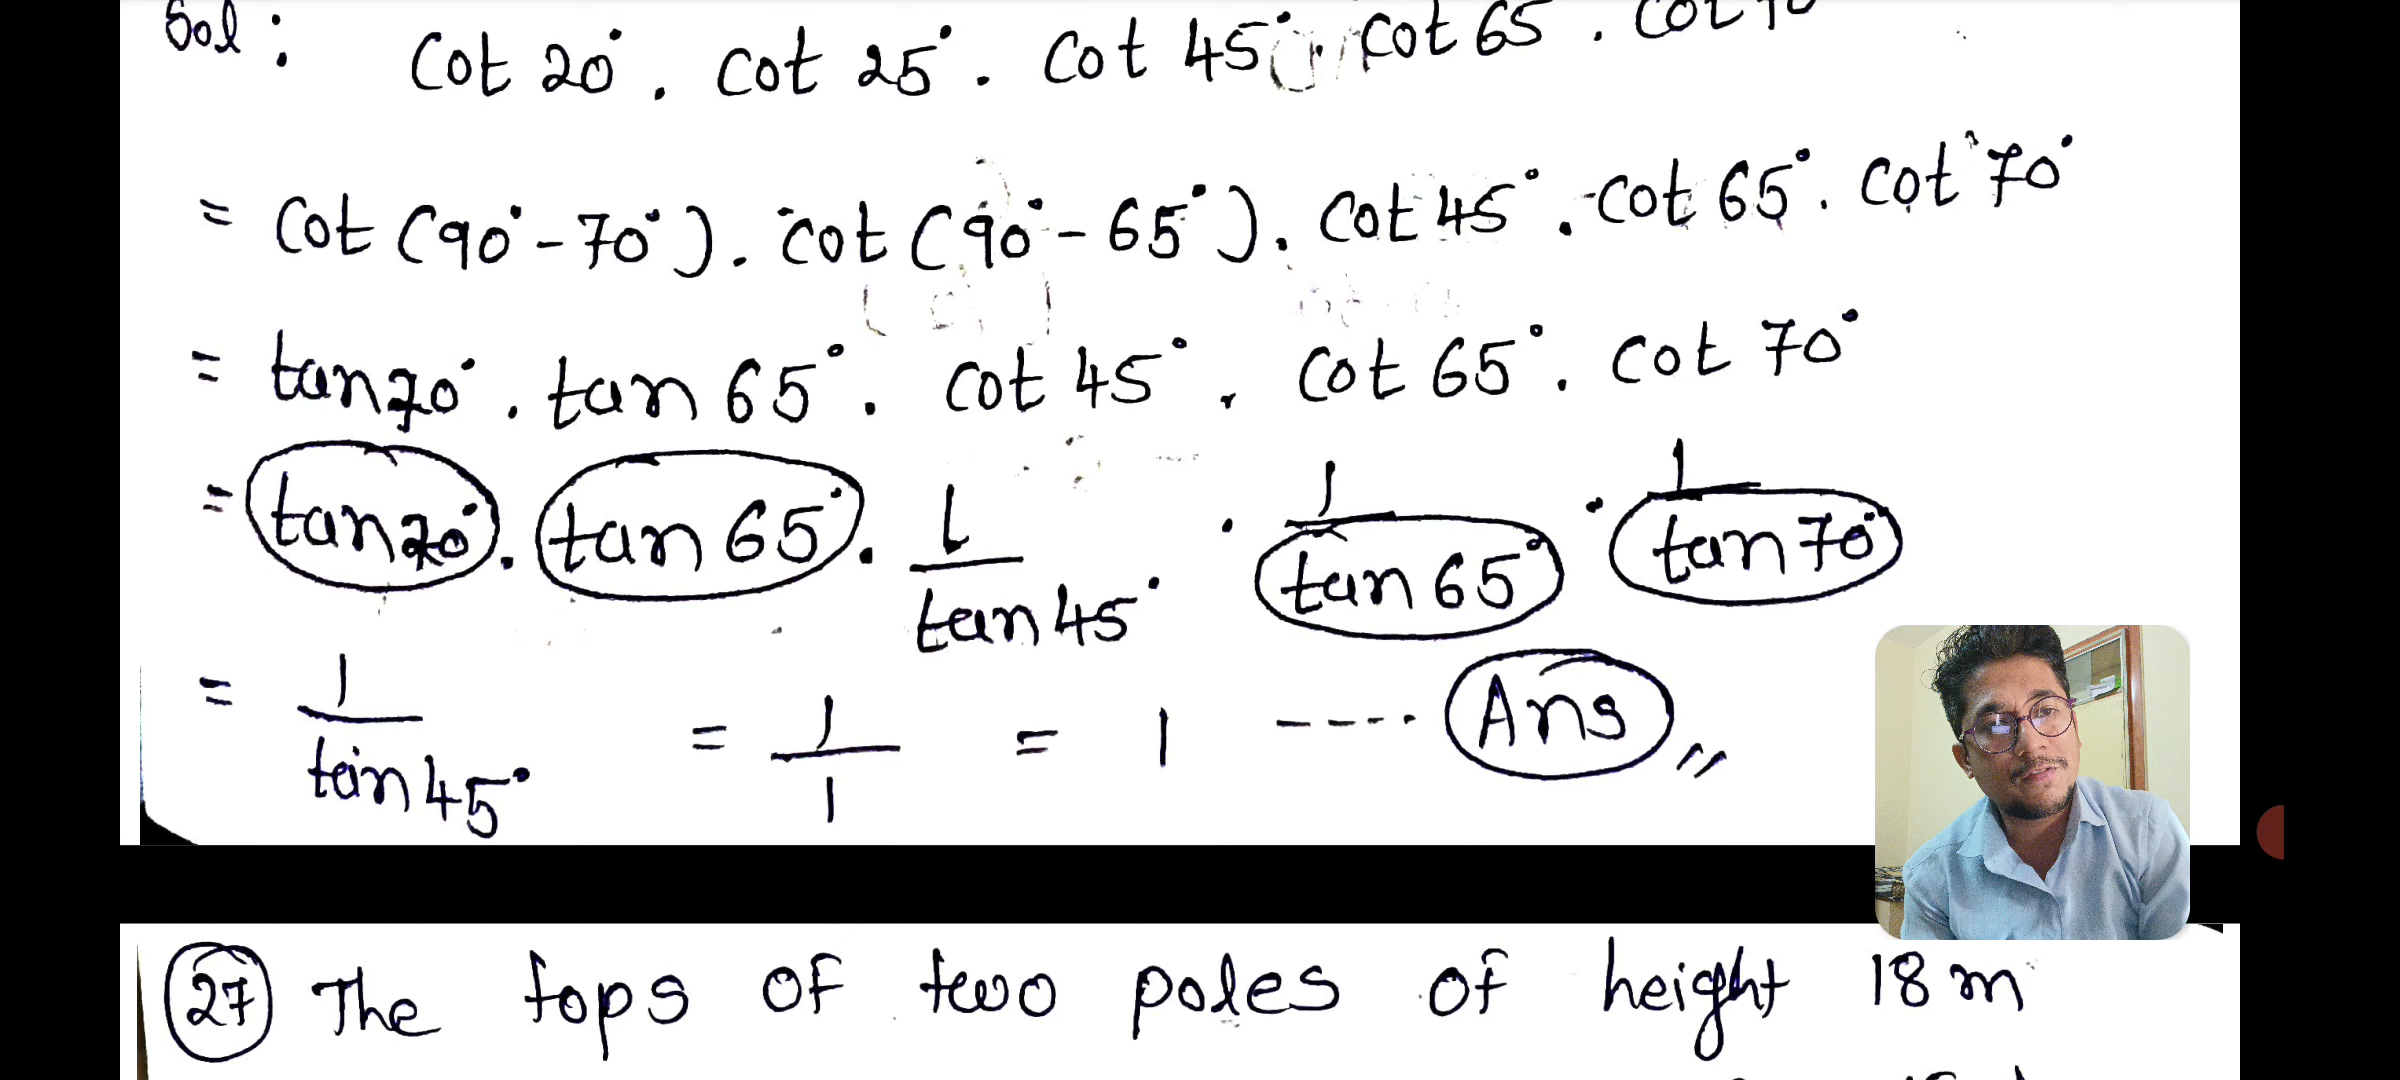 Sol : cot 20° . cot 25° . cot 45° . cot 65 . cot 70
= cot (90° - 70°) . cot (90° - 65°) . cot 45° . cot 65° . cot 70°
= tan 70° . tan 65° . cot 45° . cot 65° . cot 70°
= tan 70° . tan 65° . 1/tan 45° . 1/tan 65° . 1/tan 70°
= 1/tan 45° = 1/1 = 1 ---- Ans
27 The tops of two poles of height 18 m